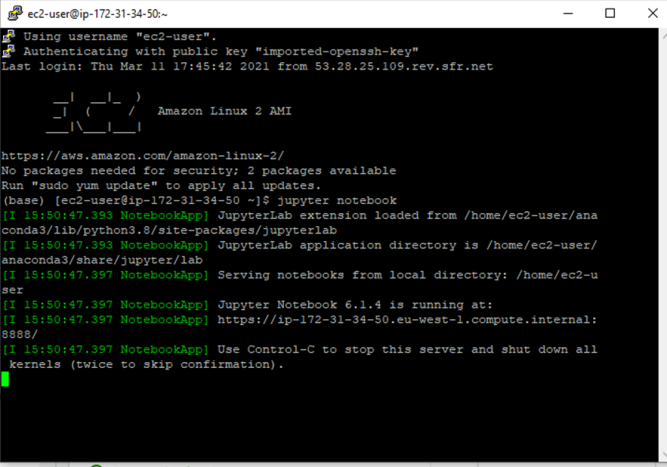 ec2-user@ip-172-31-34-50:~
Using username "ec2-user".
Authenticating with public key "imported-openssh-key"
Last login: Thu Mar 11 17:45:42 2021 from 53.28.25.109.rev.sfr.net
__|  __|_  )
_|  (     /   Amazon Linux 2 AMI
___|\___|___|
https://aws.amazon.com/amazon-linux-2/
No packages needed for security; 2 packages available
Run "sudo yum update" to apply all updates.
(base) [ec2-user@ip-172-31-34-50 ~]$ jupyter notebook
[I 15:50:47.393 NotebookApp] JupyterLab extension loaded from /home/ec2-user/ana
conda3/lib/python3.8/site-packages/jupyterlab
[I 15:50:47.393 NotebookApp] JupyterLab application directory is /home/ec2-user/
anaconda3/share/jupyter/lab
[I 15:50:47.397 NotebookApp] Serving notebooks from local directory: /home/ec2-u
ser
[I 15:50:47.397 NotebookApp] Jupyter Notebook 6.1.4 is running at:
[I 15:50:47.397 NotebookApp] https://ip-172-31-34-50.eu-west-1.compute.internal:
8888/
[I 15:50:47.397 NotebookApp] Use Control-C to stop this server and shut down all
kernels (twice to skip confirmation).